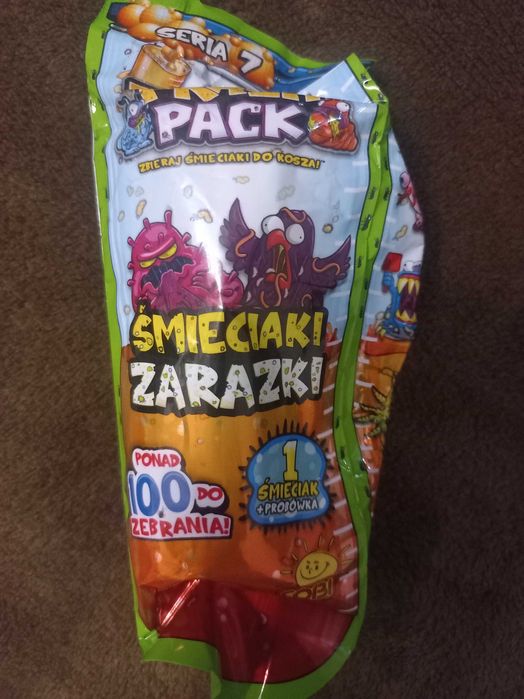 SERIA 7
PACK
ZBIERAJ ŚMIECIAKI DO KOSZA!
ŚMIECIAKI
ZARAZKI
PONAD
100 DO
ZEBRANIA!
1
ŚMIECIAK
+PROBÓWKA